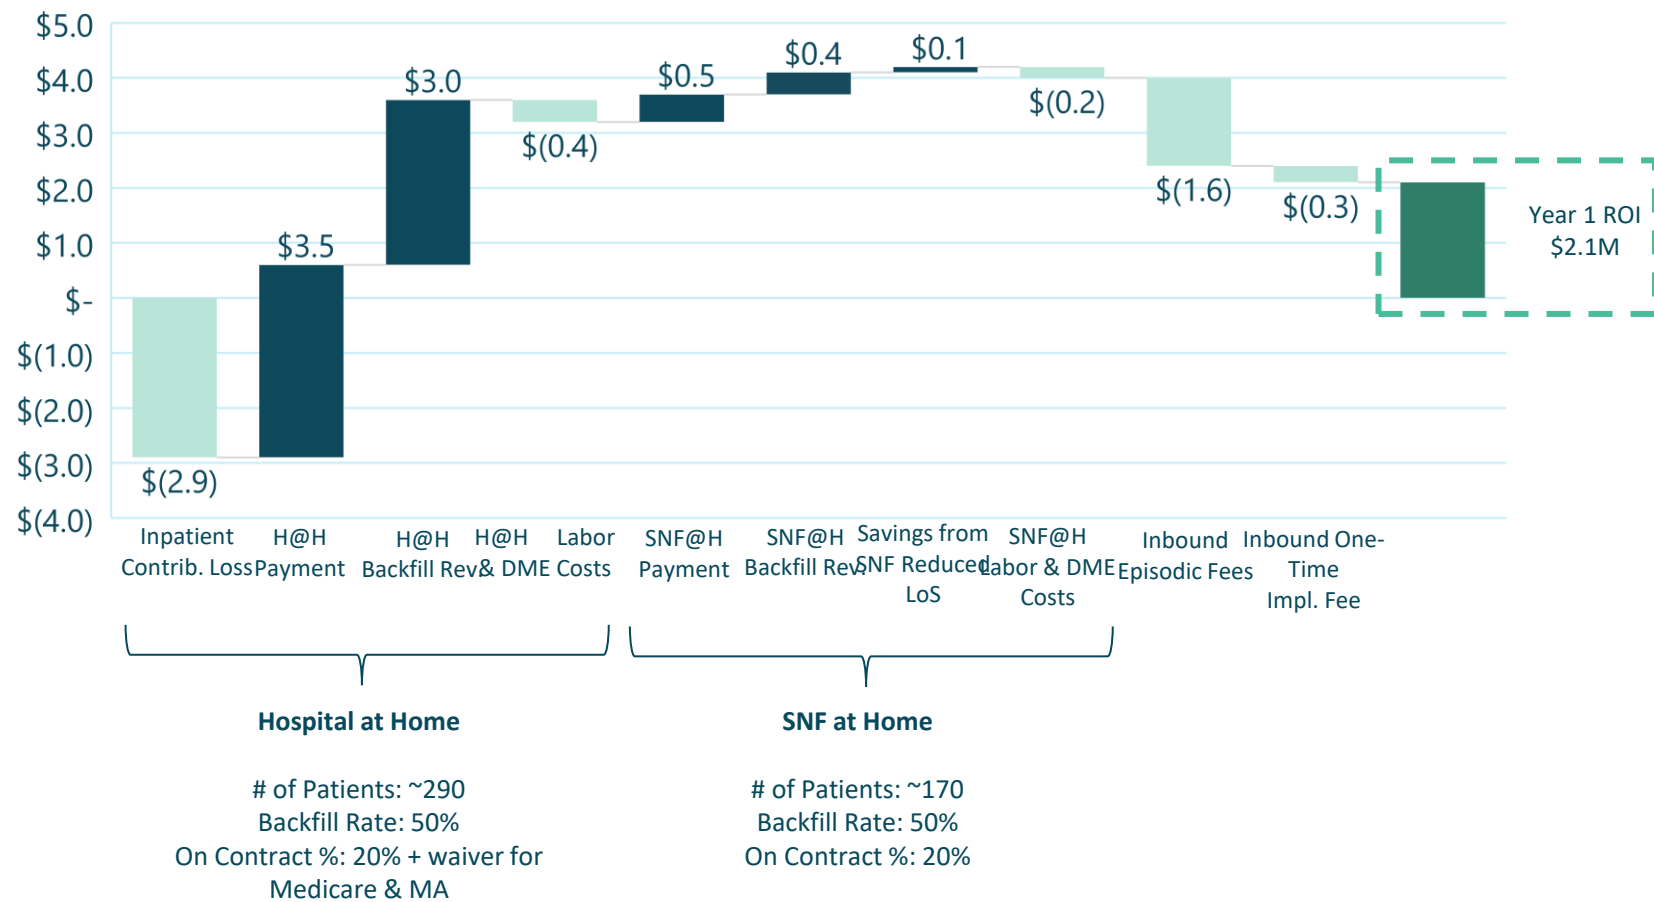 $5.0
$4.0
$3.0
$2.0
$1.0
$-
$(1.0)
$(2.0)
$(3.0)
$(4.0)
$(2.9)
$3.5
$3.0
$(0.4)
$0.5
$0.4
$0.1
$(0.2)
$(1.6)
$(0.3)
Year 1 ROI
$2.1M
Inpatient
Contrib. Loss
H@H
Payment
H@H
Backfill Rev.
H@H Labor
& DME Costs
SNF@H
Payment
SNF@H
Backfill Rev.
Savings from
SNF Reduced
LoS
SNF@H
Labor & DME
Costs
Inbound
Episodic Fees
Inbound One-
Time
Impl. Fee
Hospital at Home
# of Patients: ~290
Backfill Rate: 50%
On Contract %: 20% + waiver for
Medicare & MA
SNF at Home
# of Patients: ~170
Backfill Rate: 50%
On Contract %: 20%